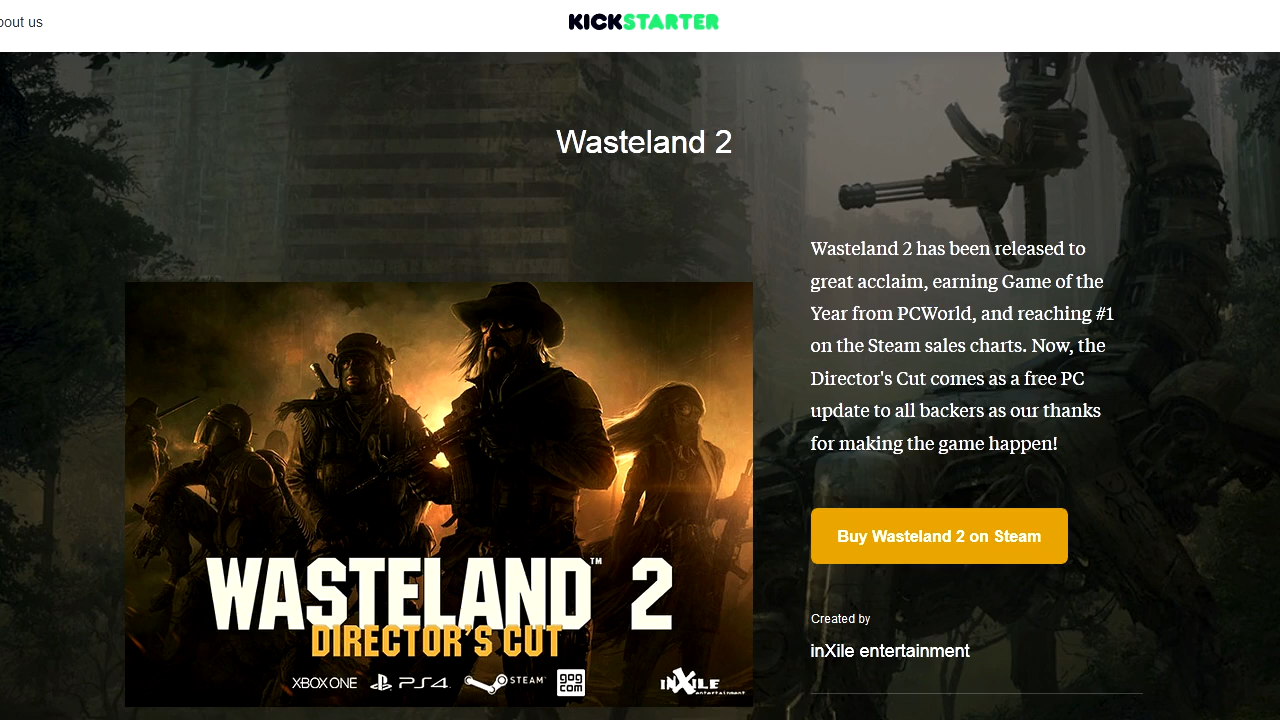 bout us
KICKSTARTER
Wasteland 2
Wasteland 2 has been released to
great acclaim, earning Game of the
Year from PCWorld, and reaching #1
on the Steam sales charts. Now, the
Director's Cut comes as a free PC
update to all backers as our thanks
for making the game happen!
WASTELAND™ 2
DIRECTOR'S CUT
XBOX ONE PS4 STEAM™ gog com inXile entertainment
Buy Wasteland 2 on Steam
Created by
inXile entertainment